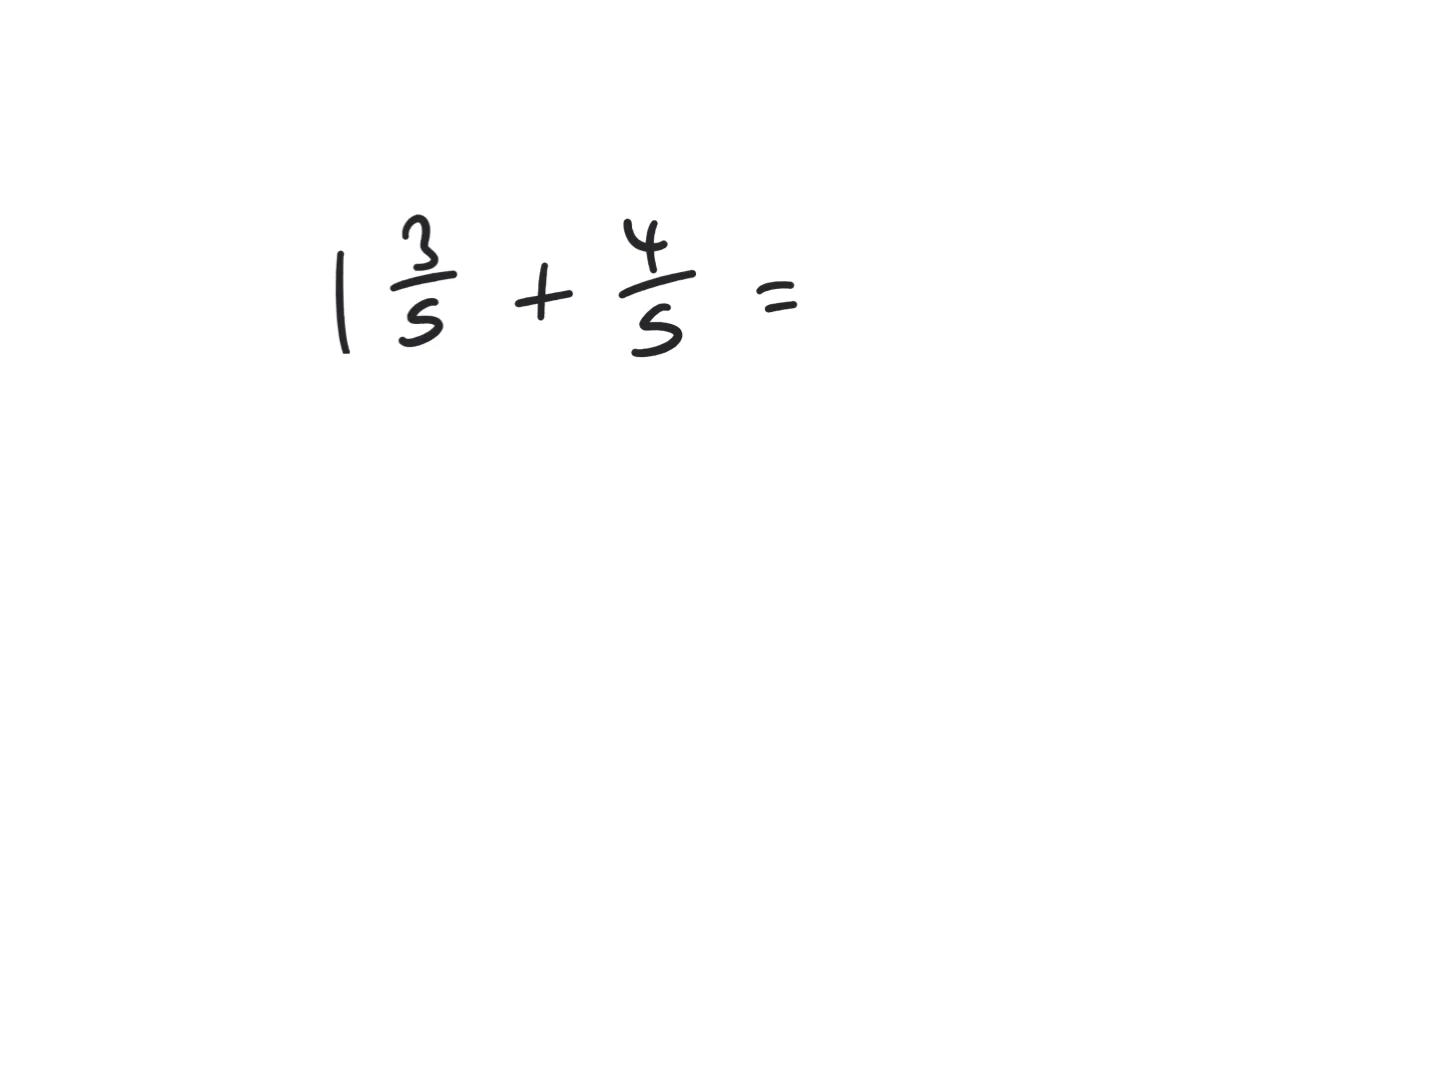 1 3/5 + 4/5 =